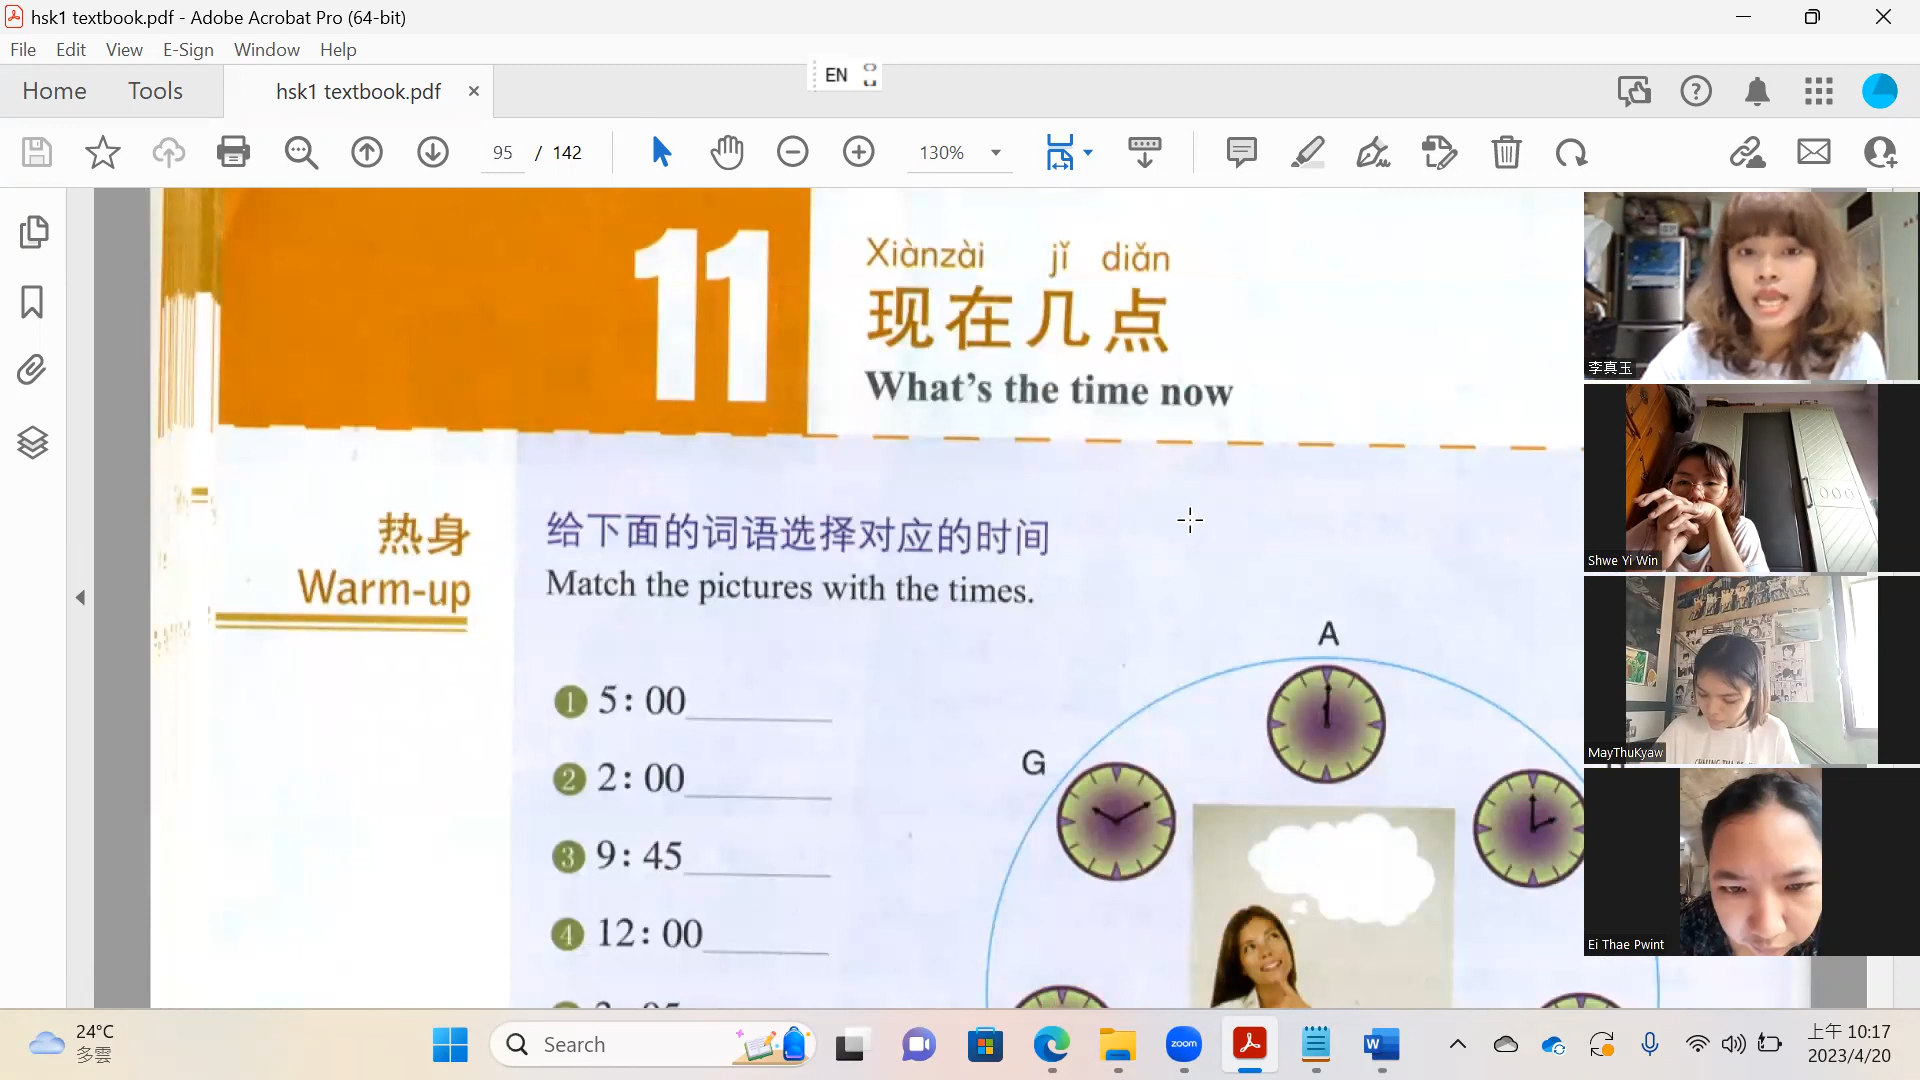 hsk1 textbook.pdf - Adobe Acrobat Pro (64-bit)
File Edit View E-Sign Window Help
Home Tools hsk1 textbook.pdf
EN
95 / 142
130%
11
Xiànzài jǐ diǎn
现在几点
What's the time now
热身
Warm-up
给下面的词语选择对应的时间
Match the pictures with the times.
1 5:00
2 2:00
3 9:45
4 12:00
A
G
李真玉
Shwe Yi Win
MayThuKyaw
Ei Thae Pwint
24°C
多雲
Search
zoom
上午 10:17
2023/4/20